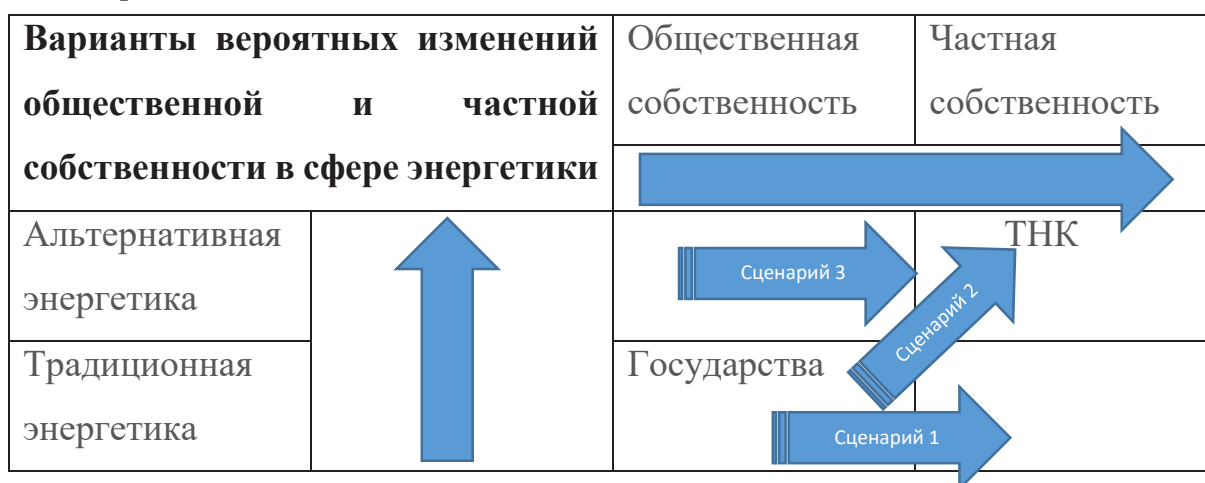 Варианты вероятных изменений
общественной и частной
собственности в сфере энергетики
Общественная
собственность
Частная
собственность
Альтернативная
энергетика
Сценарий 3
ТНК
Сценарий 2
Традиционная
энергетика
Государства
Сценарий 1